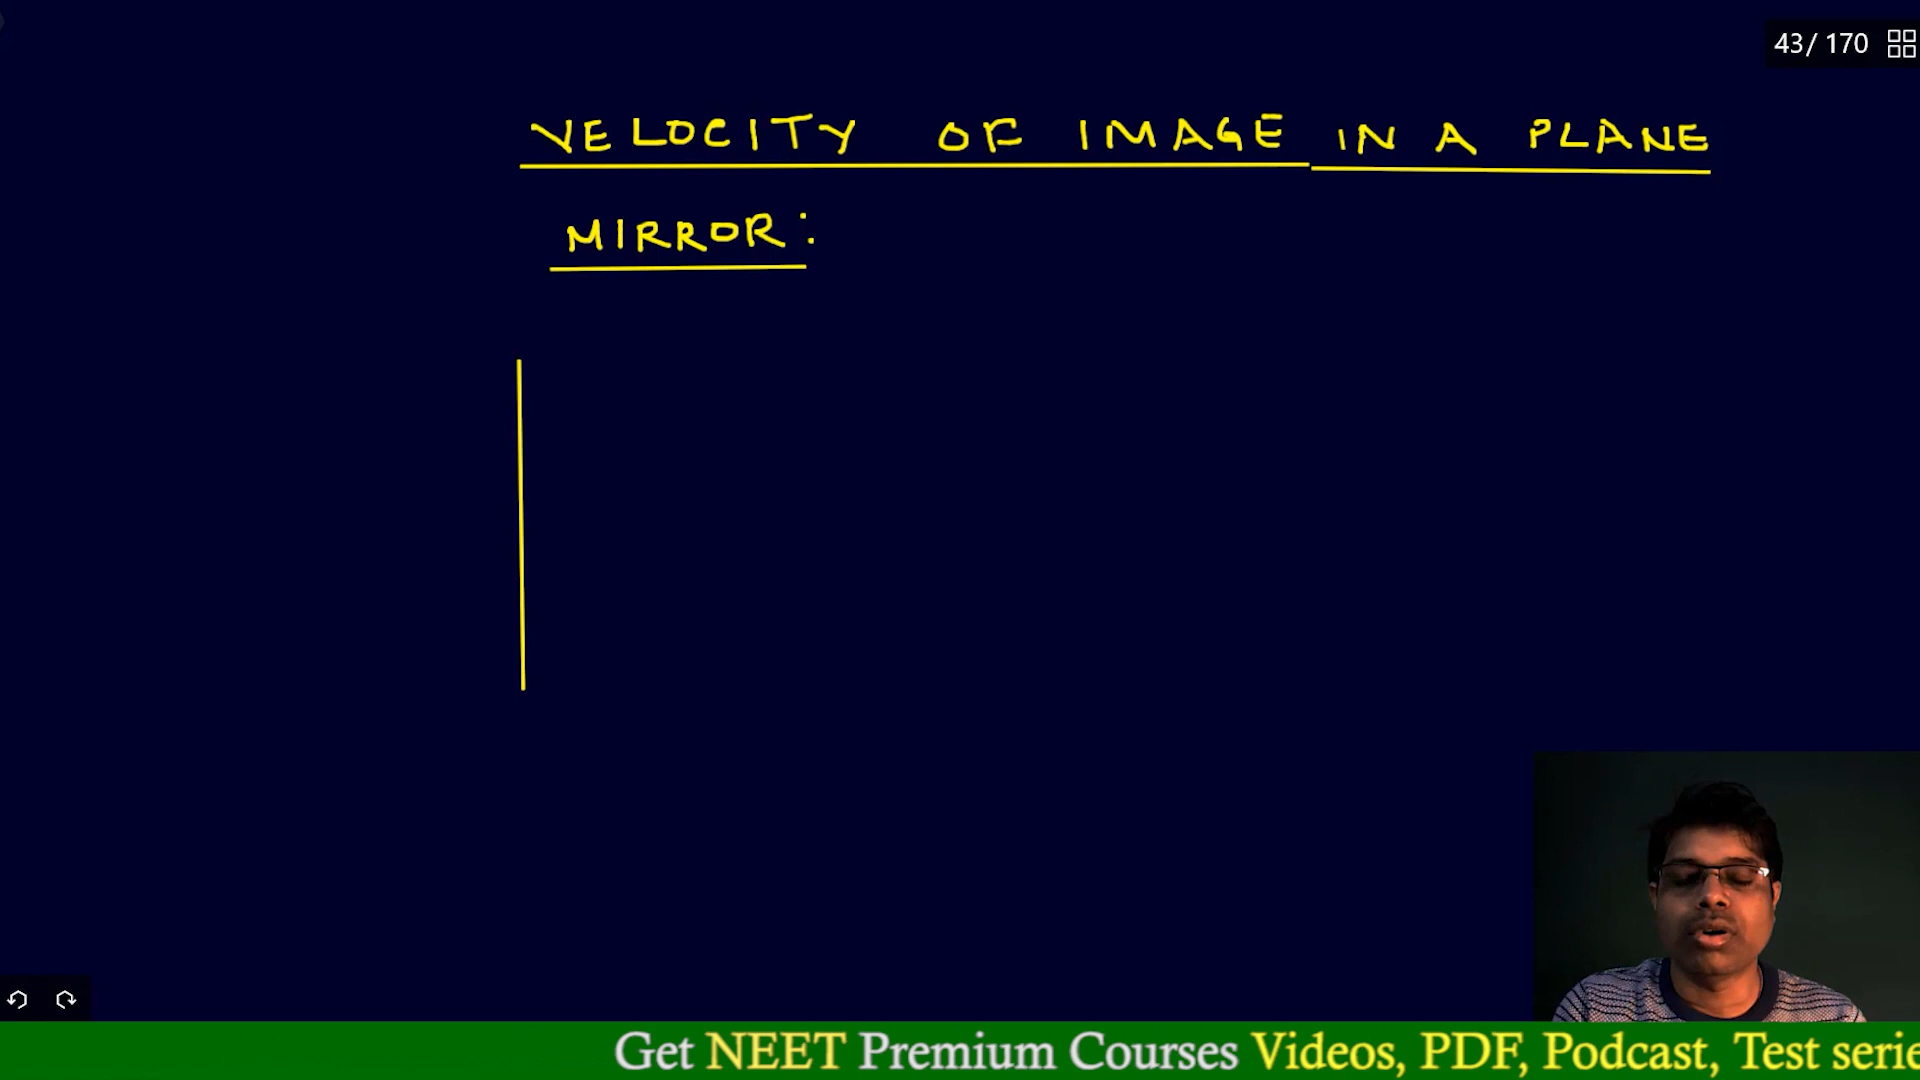 43/ 170
VELOCITY OF IMAGE IN A PLANE
MIRROR:
Get NEET Premium Courses Videos, PDF, Podcast, Test serie